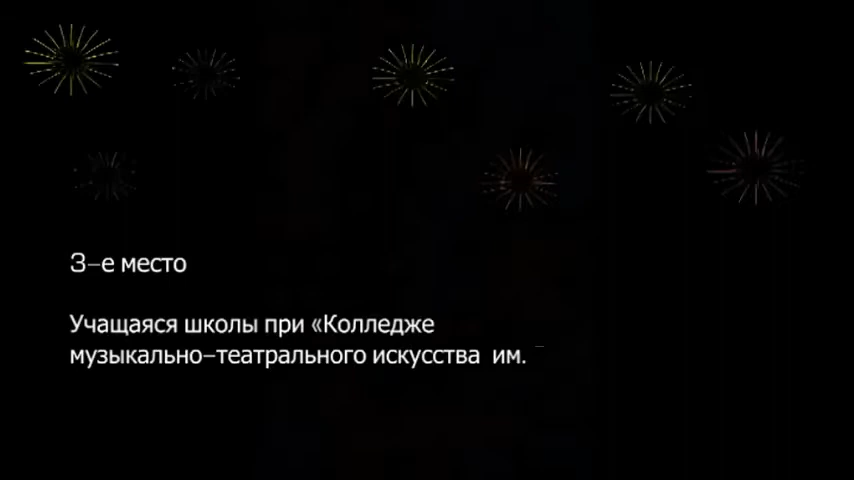 3-е место
Учащаяся школы при «Колледже
музыкально-театрального искусства им.